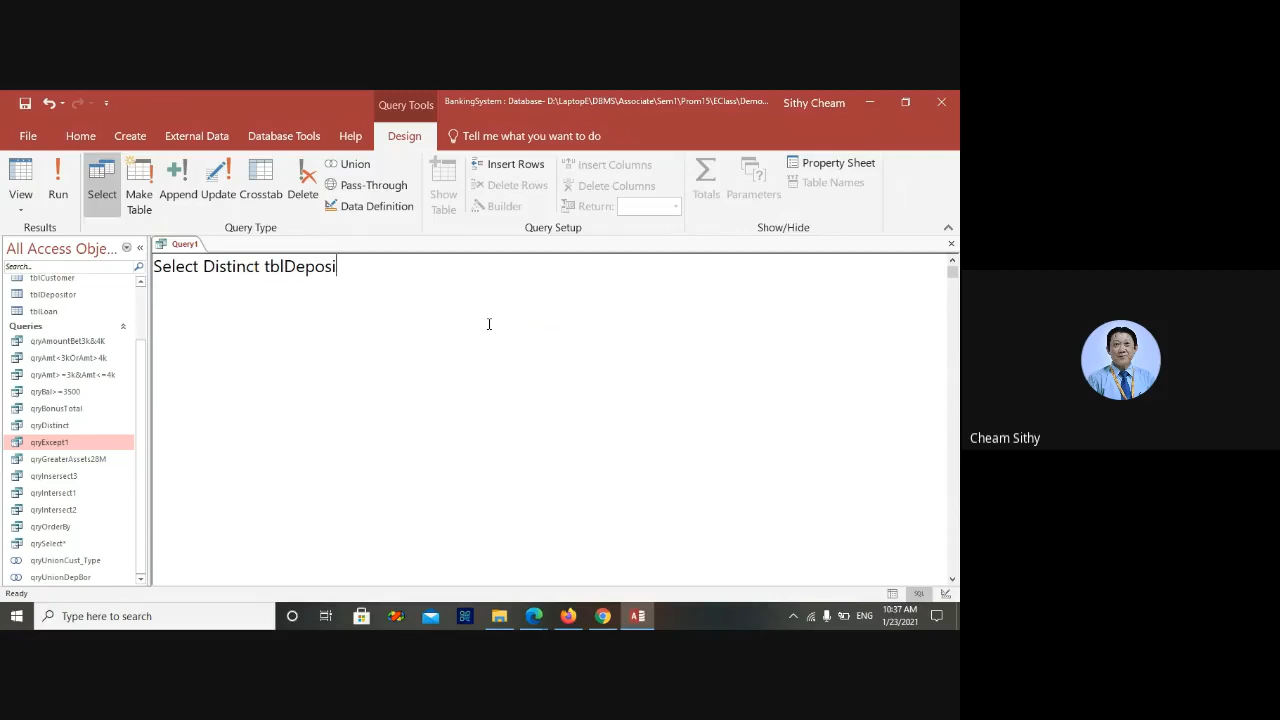 Query Tools
BankingSystem : Database- D:\LaptopE\DBMS\Associate\Sem1\Prom15\EClass\Demo...
Sithy Cheam
File
Home
Create
External Data
Database Tools
Help
Design
Tell me what you want to do
View
Run
Select
Make
Table
Append
Update
Crosstab
Delete
Union
Pass-Through
Data Definition
Show
Table
Insert Rows
Delete Rows
Builder
Insert Columns
Delete Columns
Return:
Totals
Parameters
Property Sheet
Table Names
Results
Query Type
Query Setup
Show/Hide
All Access Obje...
Search...
tblCustomer
tblDepositor
tblLoan
Queries
qryAmountBet3k&4K
qryAmt<3kOrAmt>4k
qryAmt>=3k&Amt<=4k
qryBal>=3500
qryBonusTotal
qryDistinct
qryExcept1
qryGreaterAssets28M
qryInsersect3
qryIntersect1
qryIntersect2
qryOrderBy
qrySelect*
qryUnionCust_Type
qryUnionDepBor
Query1
Select Distinct tblDeposi
Ready
SQL
Type here to search
ENG
10:37 AM
1/23/2021
Cheam Sithy